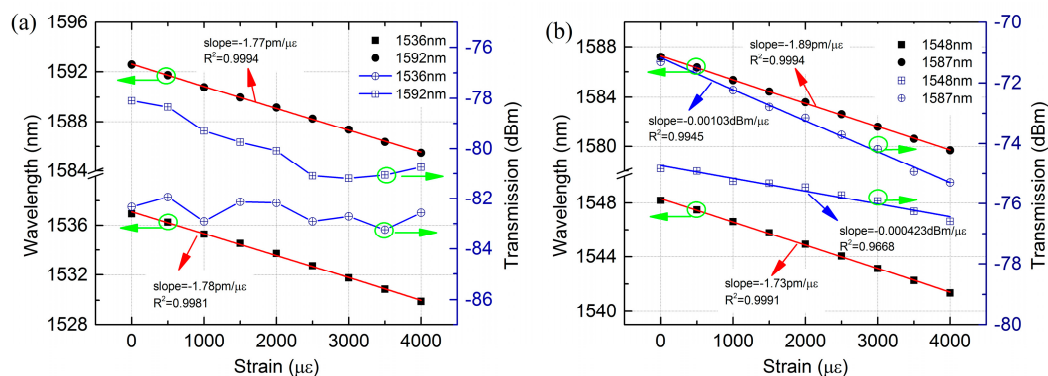 (a)
1596
1592
1588
1584
1536
1532
1528
Wavelength (nm)
0 1000 2000 3000 4000
Strain (με)
-76
-78
-80
-82
-84
-86
Transmission (dBm)
slope=-1.77pm/με
R²=0.9994
1536nm
1592nm
1536nm
1592nm
slope=-1.78pm/με
R²=0.9981
(b)
1588
1584
1580
1548
1544
1540
Wavelength (nm)
0 1000 2000 3000 4000
Strain (με)
-70
-72
-74
-76
-78
-80
Transmission (dBm)
slope=-1.89pm/με
R²=0.9994
1548nm
1587nm
1548nm
1587nm
slope=-0.00103dBm/με
R²=0.9945
slope=-0.000423dBm/με
R²=0.9668
slope=-1.73pm/με
R²=0.9991